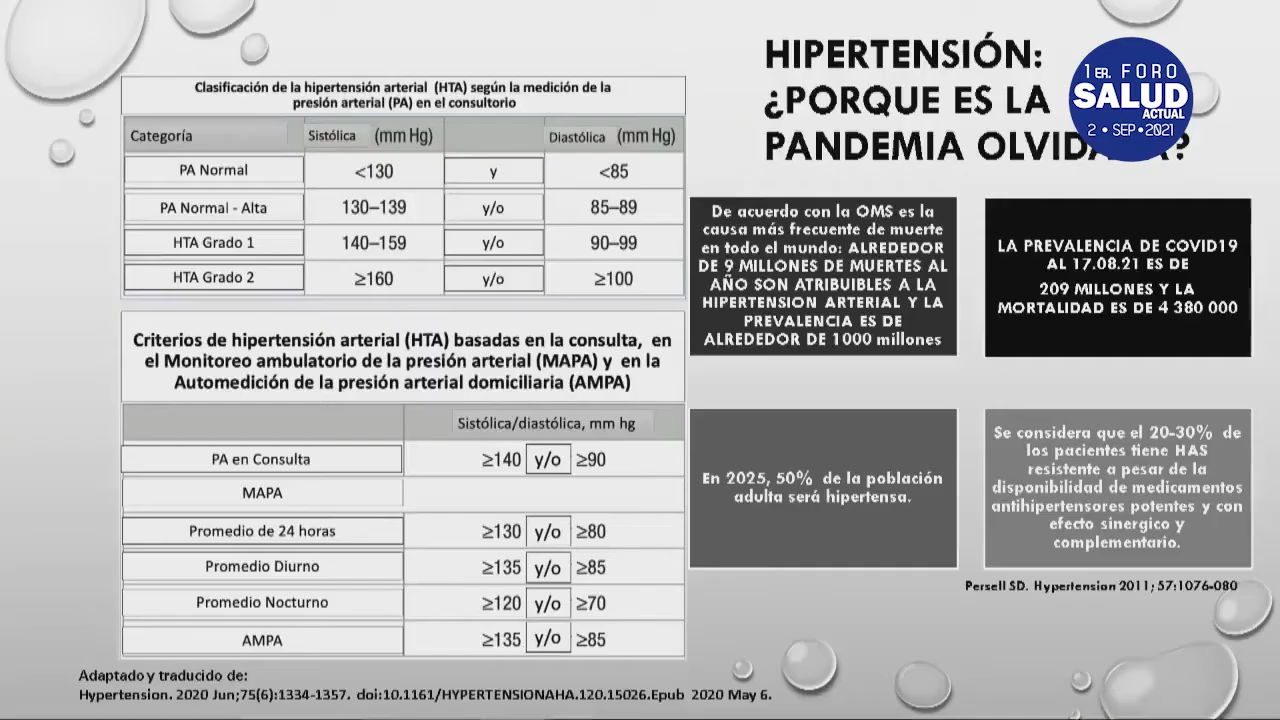 HIPERTENSIÓN:
¿PORQUE ES LA
PANDEMIA OLVID ?
1ER. FORO
SALUD
ACTUAL
2 • SEP • 2021
Clasificación de la hipertensión arterial (HTA) según la medición de la
presión arterial (PA) en el consultorio
Categoría Sistólica (mm Hg) Diastólica (mm Hg)
PA Normal <130 y <85
PA Normal - Alta 130–139 y/o 85–89
HTA Grado 1 140–159 y/o 90–99
HTA Grado 2 ≥160 y/o ≥100
Criterios de hipertensión arterial (HTA) basadas en la consulta, en
el Monitoreo ambulatorio de la presión arterial (MAPA) y en la
Automedición de la presión arterial domiciliaria (AMPA)
Sistólica/diastólica, mm hg
PA en Consulta ≥140 y/o ≥90
MAPA
Promedio de 24 horas ≥130 y/o ≥80
Promedio Diurno ≥135 y/o ≥85
Promedio Nocturno ≥120 y/o ≥70
AMPA ≥135 y/o ≥85
Adaptado y traducido de:
Hypertension. 2020 Jun;75(6):1334-1357. doi:10.1161/HYPERTENSIONAHA.120.15026.Epub 2020 May 6.
De acuerdo con la OMS es la
causa más frecuente de muerte
en todo el mundo: ALREDEDOR
DE 9 MILLONES DE MUERTES AL
AÑO SON ATRIBUIBLES A LA
HIPERTENSION ARTERIAL Y LA
PREVALENCIA ES DE
ALREDEDOR DE 1000 millones
LA PREVALENCIA DE COVID19
AL 17.08.21 ES DE
209 MILLONES Y LA
MORTALIDAD ES DE 4 380 000
En 2025, 50% de la población
adulta será hipertensa.
Se considera que el 20-30% de
los pacientes tiene HAS
resistente a pesar de la
disponibilidad de medicamentos
antihipertensores potentes y con
efecto sinergico y
complementario.
Persell SD. Hypertension 2011; 57:1076-080